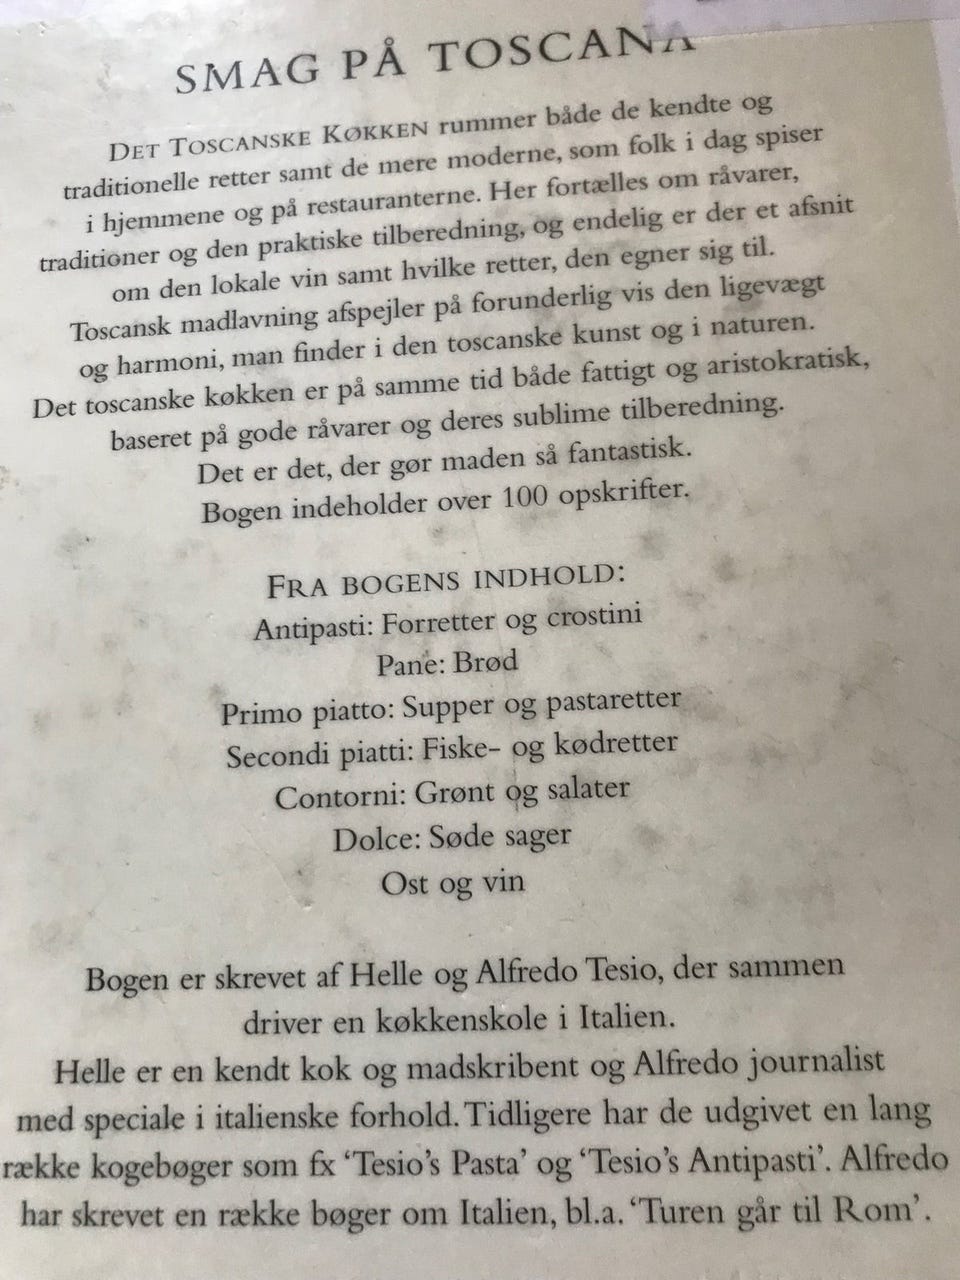 SMAG PÅ TOSCANA
DET TOSCANSKE KØKKEN rummer både de kendte og
traditionelle retter samt de mere moderne, som folk i dag spiser
i hjemmene og på restauranterne. Her fortælles om råvarer,
traditioner og den praktiske tilberedning, og endelig er der et afsnit
om den lokale vin samt hvilke retter, den egner sig til.
Toscansk madlavning afspejler på forunderlig vis den ligevægt
og harmoni, man finder i den toscanske kunst og i naturen.
Det toscanske køkken er på samme tid både fattigt og aristokratisk,
baseret på gode råvarer og deres sublime tilberedning.
Det er det, der gør maden så fantastisk.
Bogen indeholder over 100 opskrifter.
FRA BOGENS INDHOLD:
Antipasti: Forretter og crostini
Pane: Brød
Primo piatto: Supper og pastaretter
Secondi piatti: Fiske- og kødretter
Contorni: Grønt og salater
Dolce: Søde sager
Ost og vin
Bogen er skrevet af Helle og Alfredo Tesio, der sammen
driver en køkkenskole i Italien.
Helle er en kendt kok og madskribent og Alfredo journalist
med speciale i italienske forhold. Tidligere har de udgivet en lang
række kogebøger som fx ‘Tesio’s Pasta’ og ‘Tesio’s Antipasti’. Alfredo
har skrevet en række bøger om Italien, bl.a. ‘Turen går til Rom’.